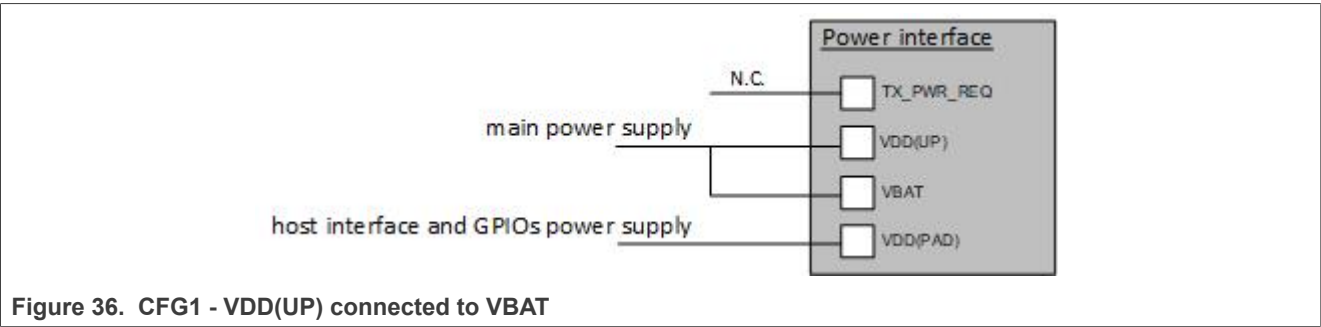 Power interface
N.C.
TX_PWR_REQ
main power supply
VDD(UP)
VBAT
host interface and GPIOs power supply
VDD(PAD)
Figure 36. CFG1 - VDD(UP) connected to VBAT